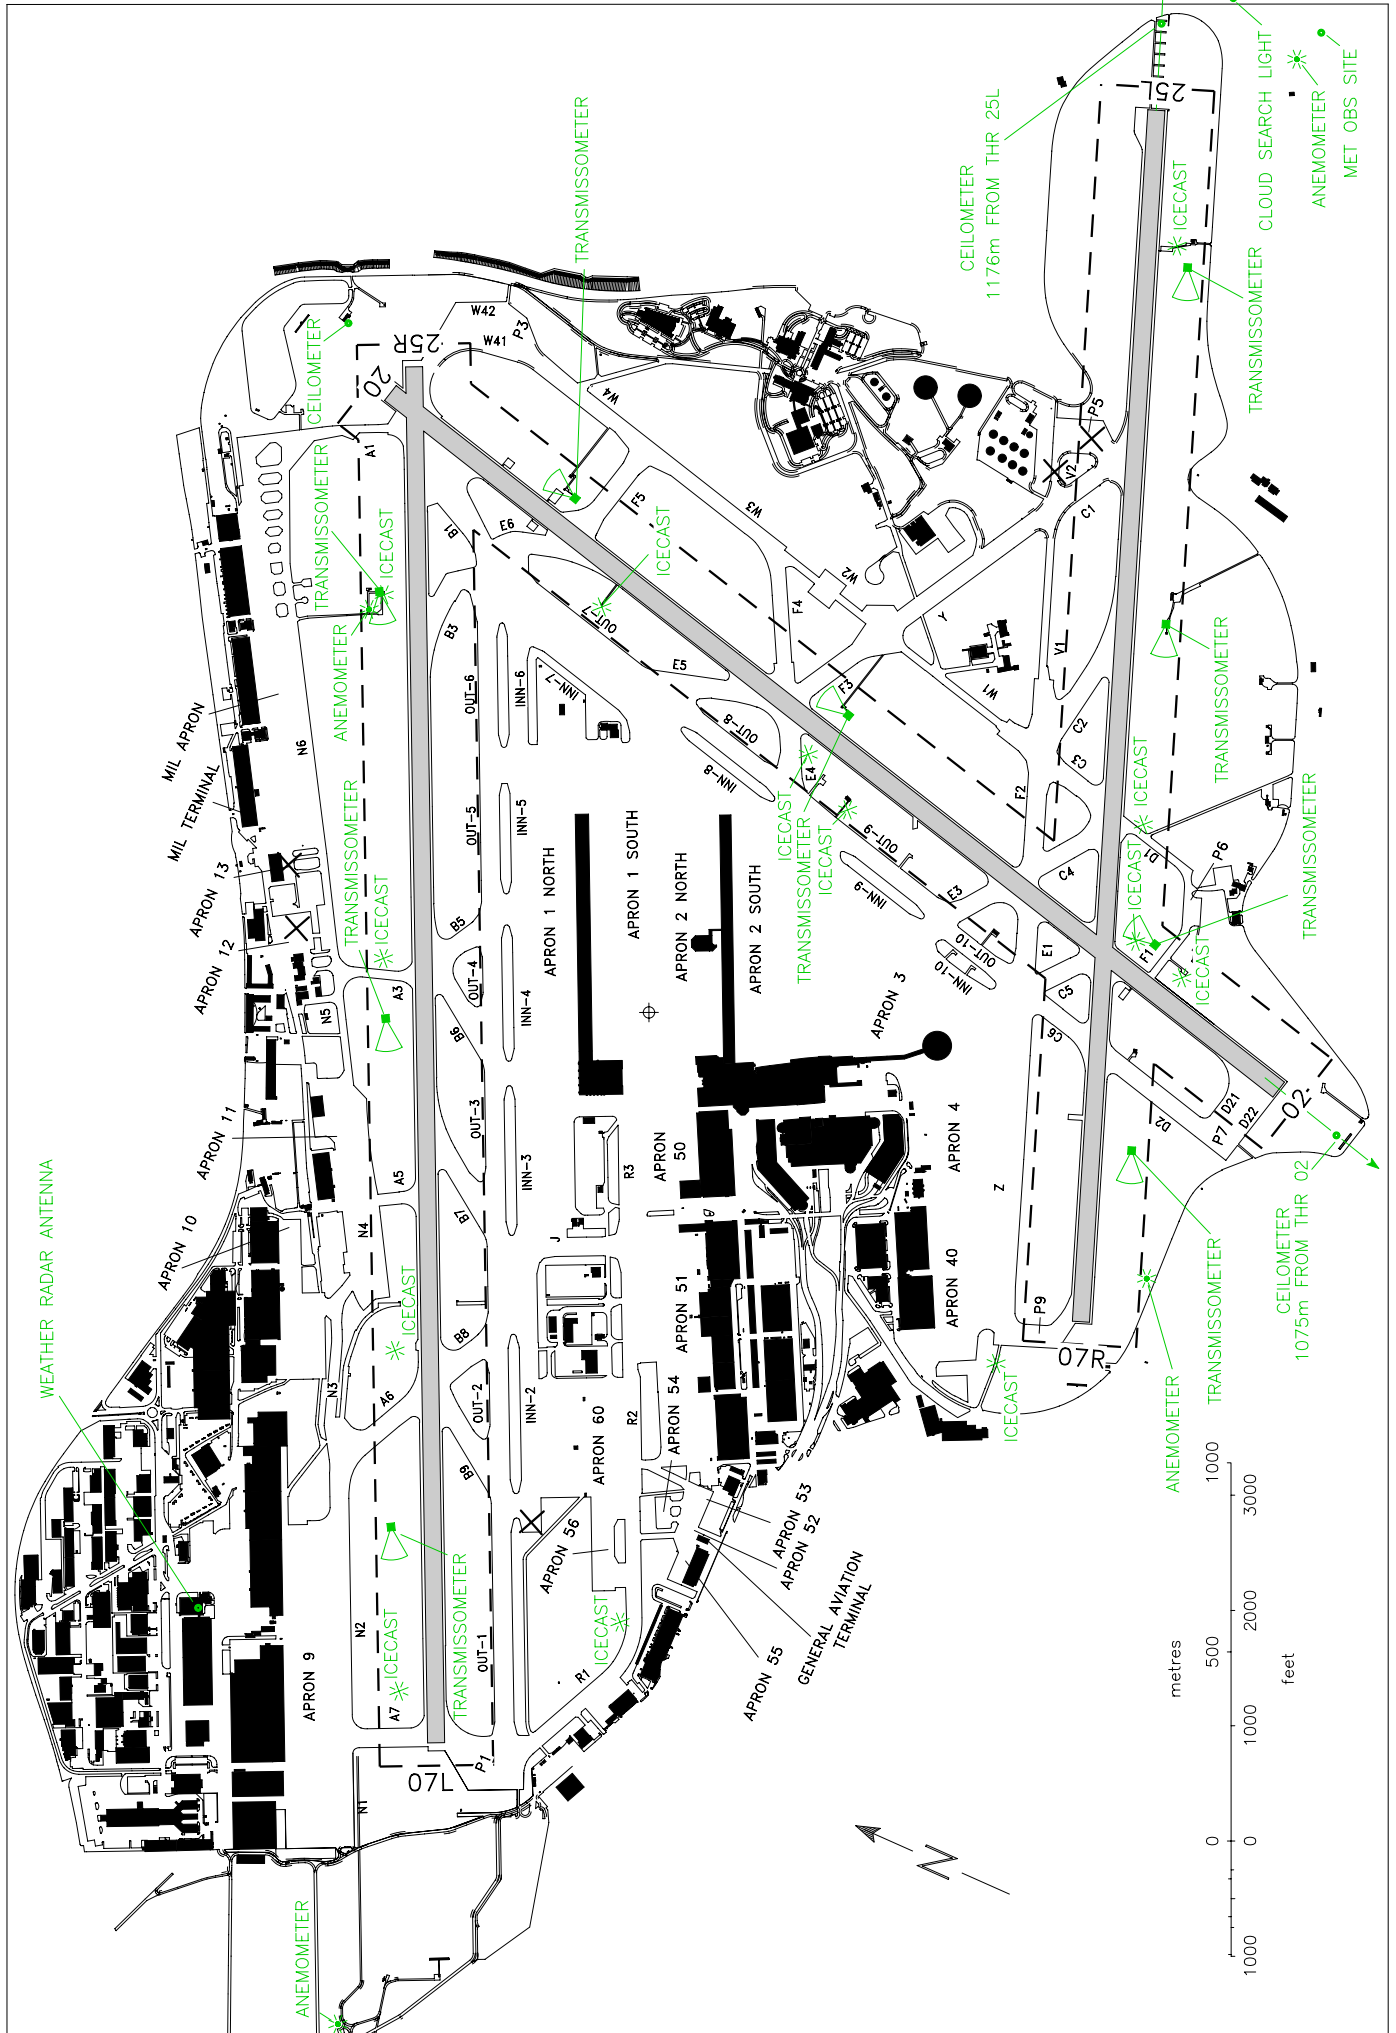 CLOUD SEARCH LIGHT
ANEMOMETER
MET OBS SITE
CEILOMETER
1176m FROM THR 25L
25L
ICECAST
TRANSMISSOMETER
TRANSMISSOMETER
W42
W41
P3
25R
20
CEILOMETER
TRANSMISSOMETER
ICECAST
ANEMOMETER
A1
B1
E6
F5
W4
W3
ICECAST
P5
V2
C1
MIL APRON
MIL TERMINAL
N6
B3
OUT-6
INN-6
INN-7
OUT-7
E5
F4
W2
Y
W1
V1
TRANSMISSOMETER
TRANSMISSOMETER
ICECAST
APRON 13
APRON 12
OUT-5
INN-5
OUT-8
INN-8
E4
F3
ICECAST
TRANSMISSOMETER
ICECAST
OUT-9
INN-9
F2
C2
C3
ICECAST
D1
P6
TRANSMISSOMETER
B5
APRON 1 NORTH
APRON 1 SOUTH
APRON 2 NORTH
APRON 2 SOUTH
E3
C4
ICECAST
F1
ICECAST
N5
A3
OUT-4
INN-4
B6
APRON 3
OUT-10
INN-10
E1
C5
C6
APRON 11
APRON 10
A5
N4
OUT-3
INN-3
B7
R3
J
APRON
50
APRON 4
Z
D2
D21
D22
P7
02
CEILOMETER
1075m FROM THR 02
WEATHER RADAR ANTENNA
ICECAST
N3
A6
B8
OUT-2
INN-2
APRON 51
APRON 40
P9
07R
ICECAST
ANEMOMETER
TRANSMISSOMETER
B9
APRON 60
R2
APRON 54
APRON 53
APRON 52
APRON 56
GENERAL AVIATION
TERMINAL
APRON 55
ICECAST
R1
APRON 9
N2
ICECAST
TRANSMISSOMETER
A7
OUT-1
P1
07L
N1
ANEMOMETER
N
metres
1000 500 0
feet
3000 2000 1000 0 1000